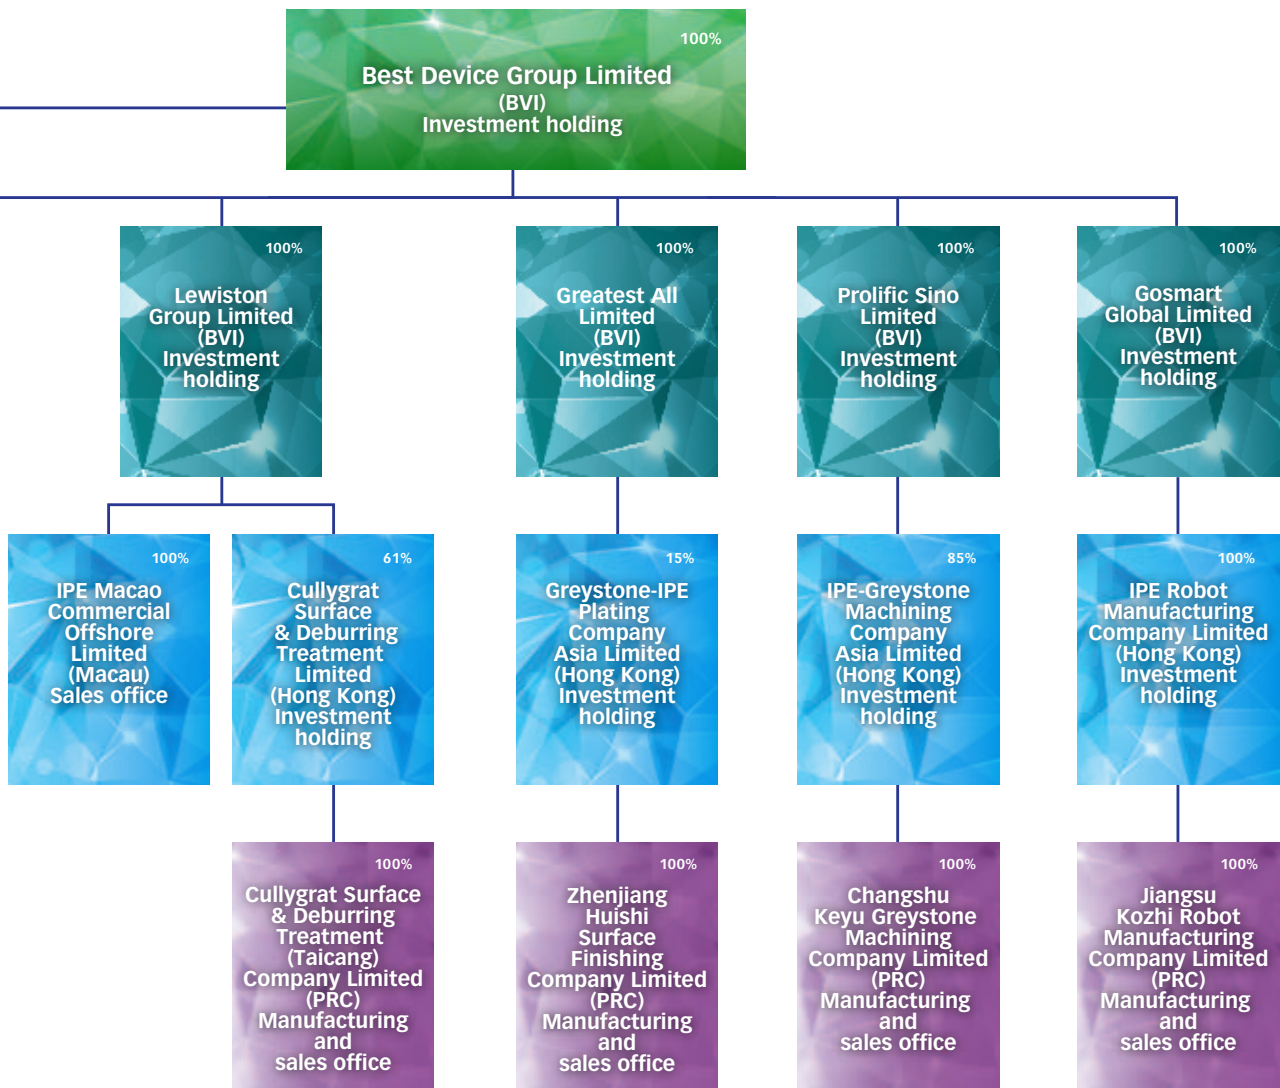 100%
Best Device Group Limited
(BVI)
Investment holding
100%
Lewiston
Group Limited
(BVI)
Investment
holding
100%
Greatest All
Limited
(BVI)
Investment
holding
100%
Prolific Sino
Limited
(BVI)
Investment
holding
100%
Gosmart
Global Limited
(BVI)
Investment
holding
100%
IPE Macao
Commercial
Offshore
Limited
(Macau)
Sales office
61%
Cullygrat
Surface
& Deburring
Treatment
Limited
(Hong Kong)
Investment
holding
15%
Greystone-IPE
Plating
Company
Asia Limited
(Hong Kong)
Investment
holding
85%
IPE-Greystone
Machining
Company
Asia Limited
(Hong Kong)
Investment
holding
100%
IPE Robot
Manufacturing
Company Limited
(Hong Kong)
Investment
holding
100%
Cullygrat Surface
& Deburring
Treatment
(Taicang)
Company Limited
(PRC)
Manufacturing
and
sales office
100%
Zhenjiang
Huishi
Surface
Finishing
Company Limited
(PRC)
Manufacturing
and
sales office
100%
Changshu
Keyu Greystone
Machining
Company Limited
(PRC)
Manufacturing
and
sales office
100%
Jiangsu
Kozhi Robot
Manufacturing
Company Limited
(PRC)
Manufacturing
and
sales office